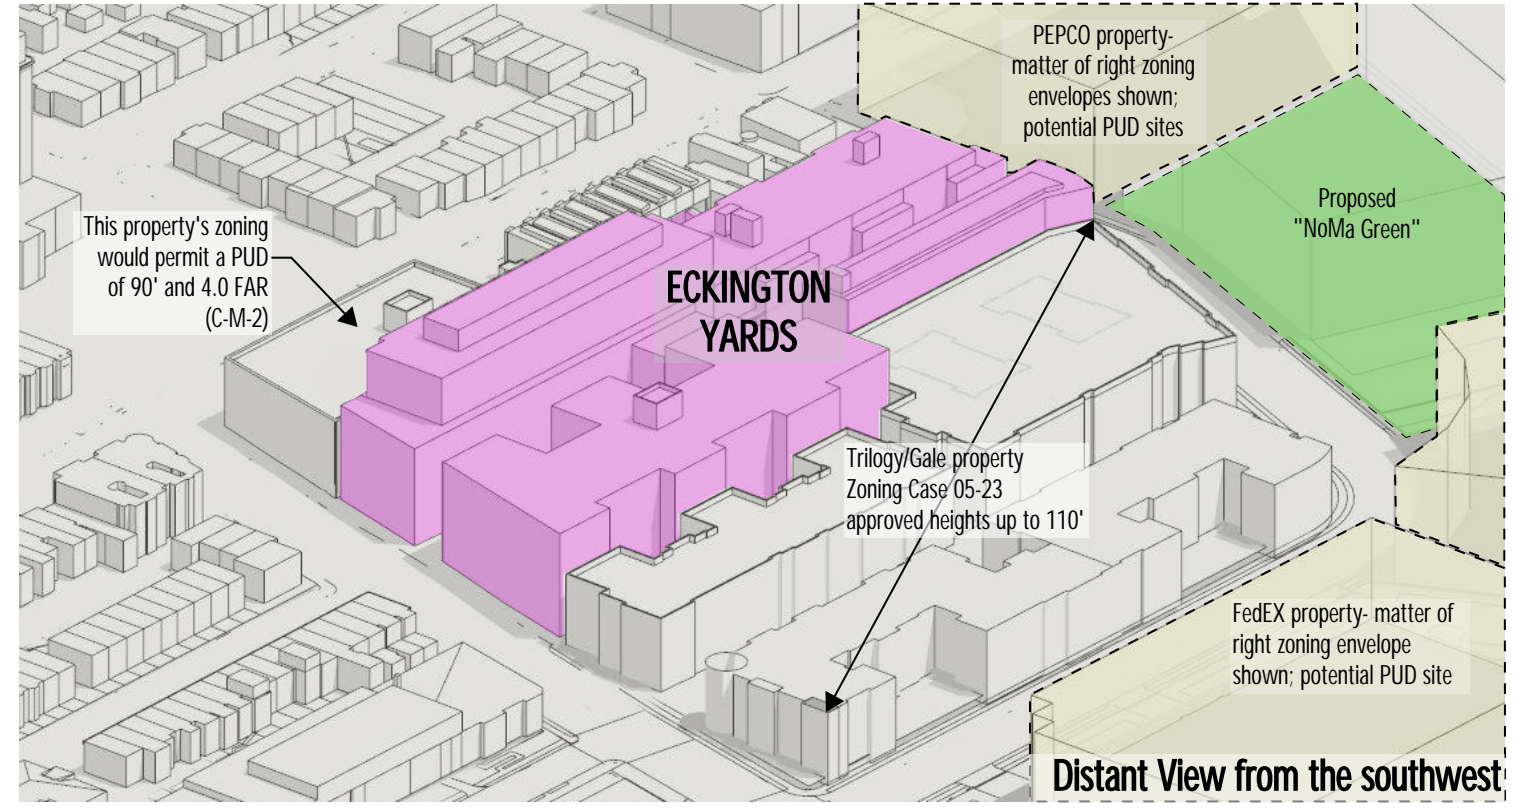 PEPCO property-
matter of right zoning
envelopes shown;
potential PUD sites
Proposed
"NoMa Green"
This property's zoning
would permit a PUD
of 90' and 4.0 FAR
(C-M-2)
ECKINGTON
YARDS
Trilogy/Gale property
Zoning Case 05-23
approved heights up to 110'
FedEX property- matter of
right zoning envelope
shown; potential PUD site
Distant View from the southwest